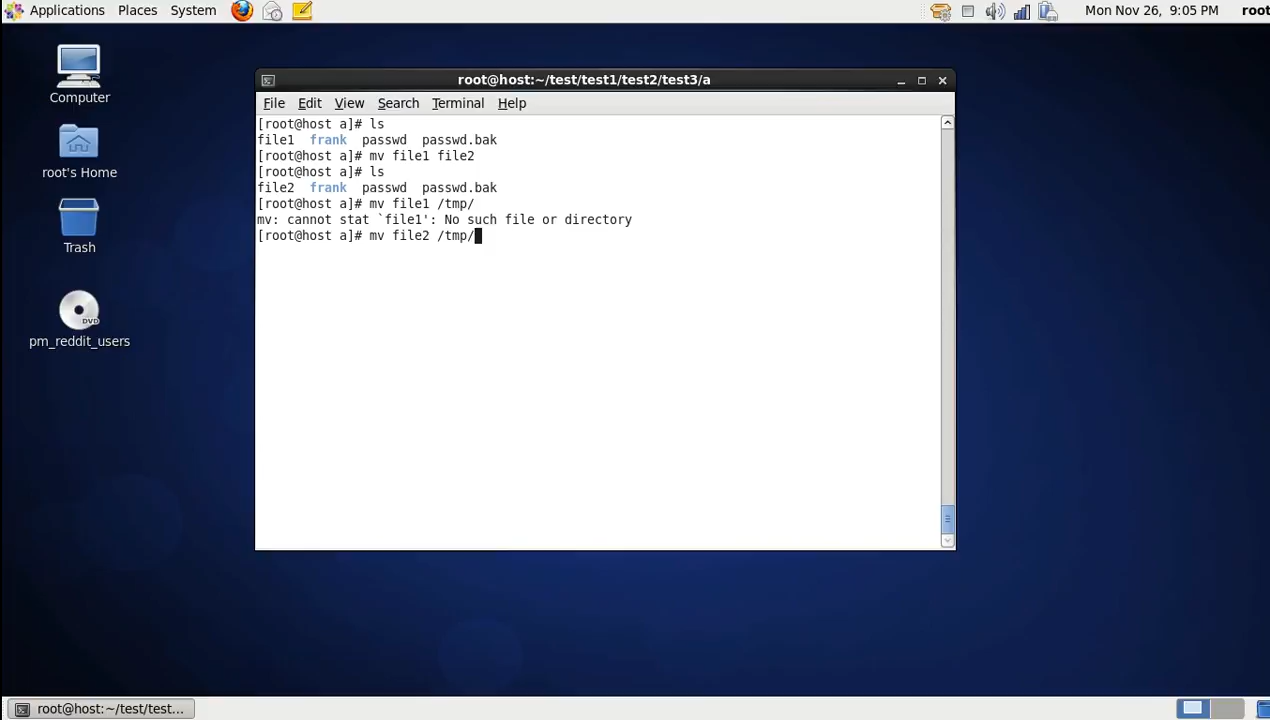 Applications Places System Mon Nov 26, 9:05 PM root
Computer
root's Home
Trash
DVD
pm_reddit_users
root@host:~/test/test1/test2/test3/a
File Edit View Search Terminal Help
[root@host a]# ls
file1  frank  passwd  passwd.bak
[root@host a]# mv file1 file2
[root@host a]# ls
file2  frank  passwd  passwd.bak
[root@host a]# mv file1 /tmp/
mv: cannot stat `file1': No such file or directory
[root@host a]# mv file2 /tmp/
root@host:~/test/test...